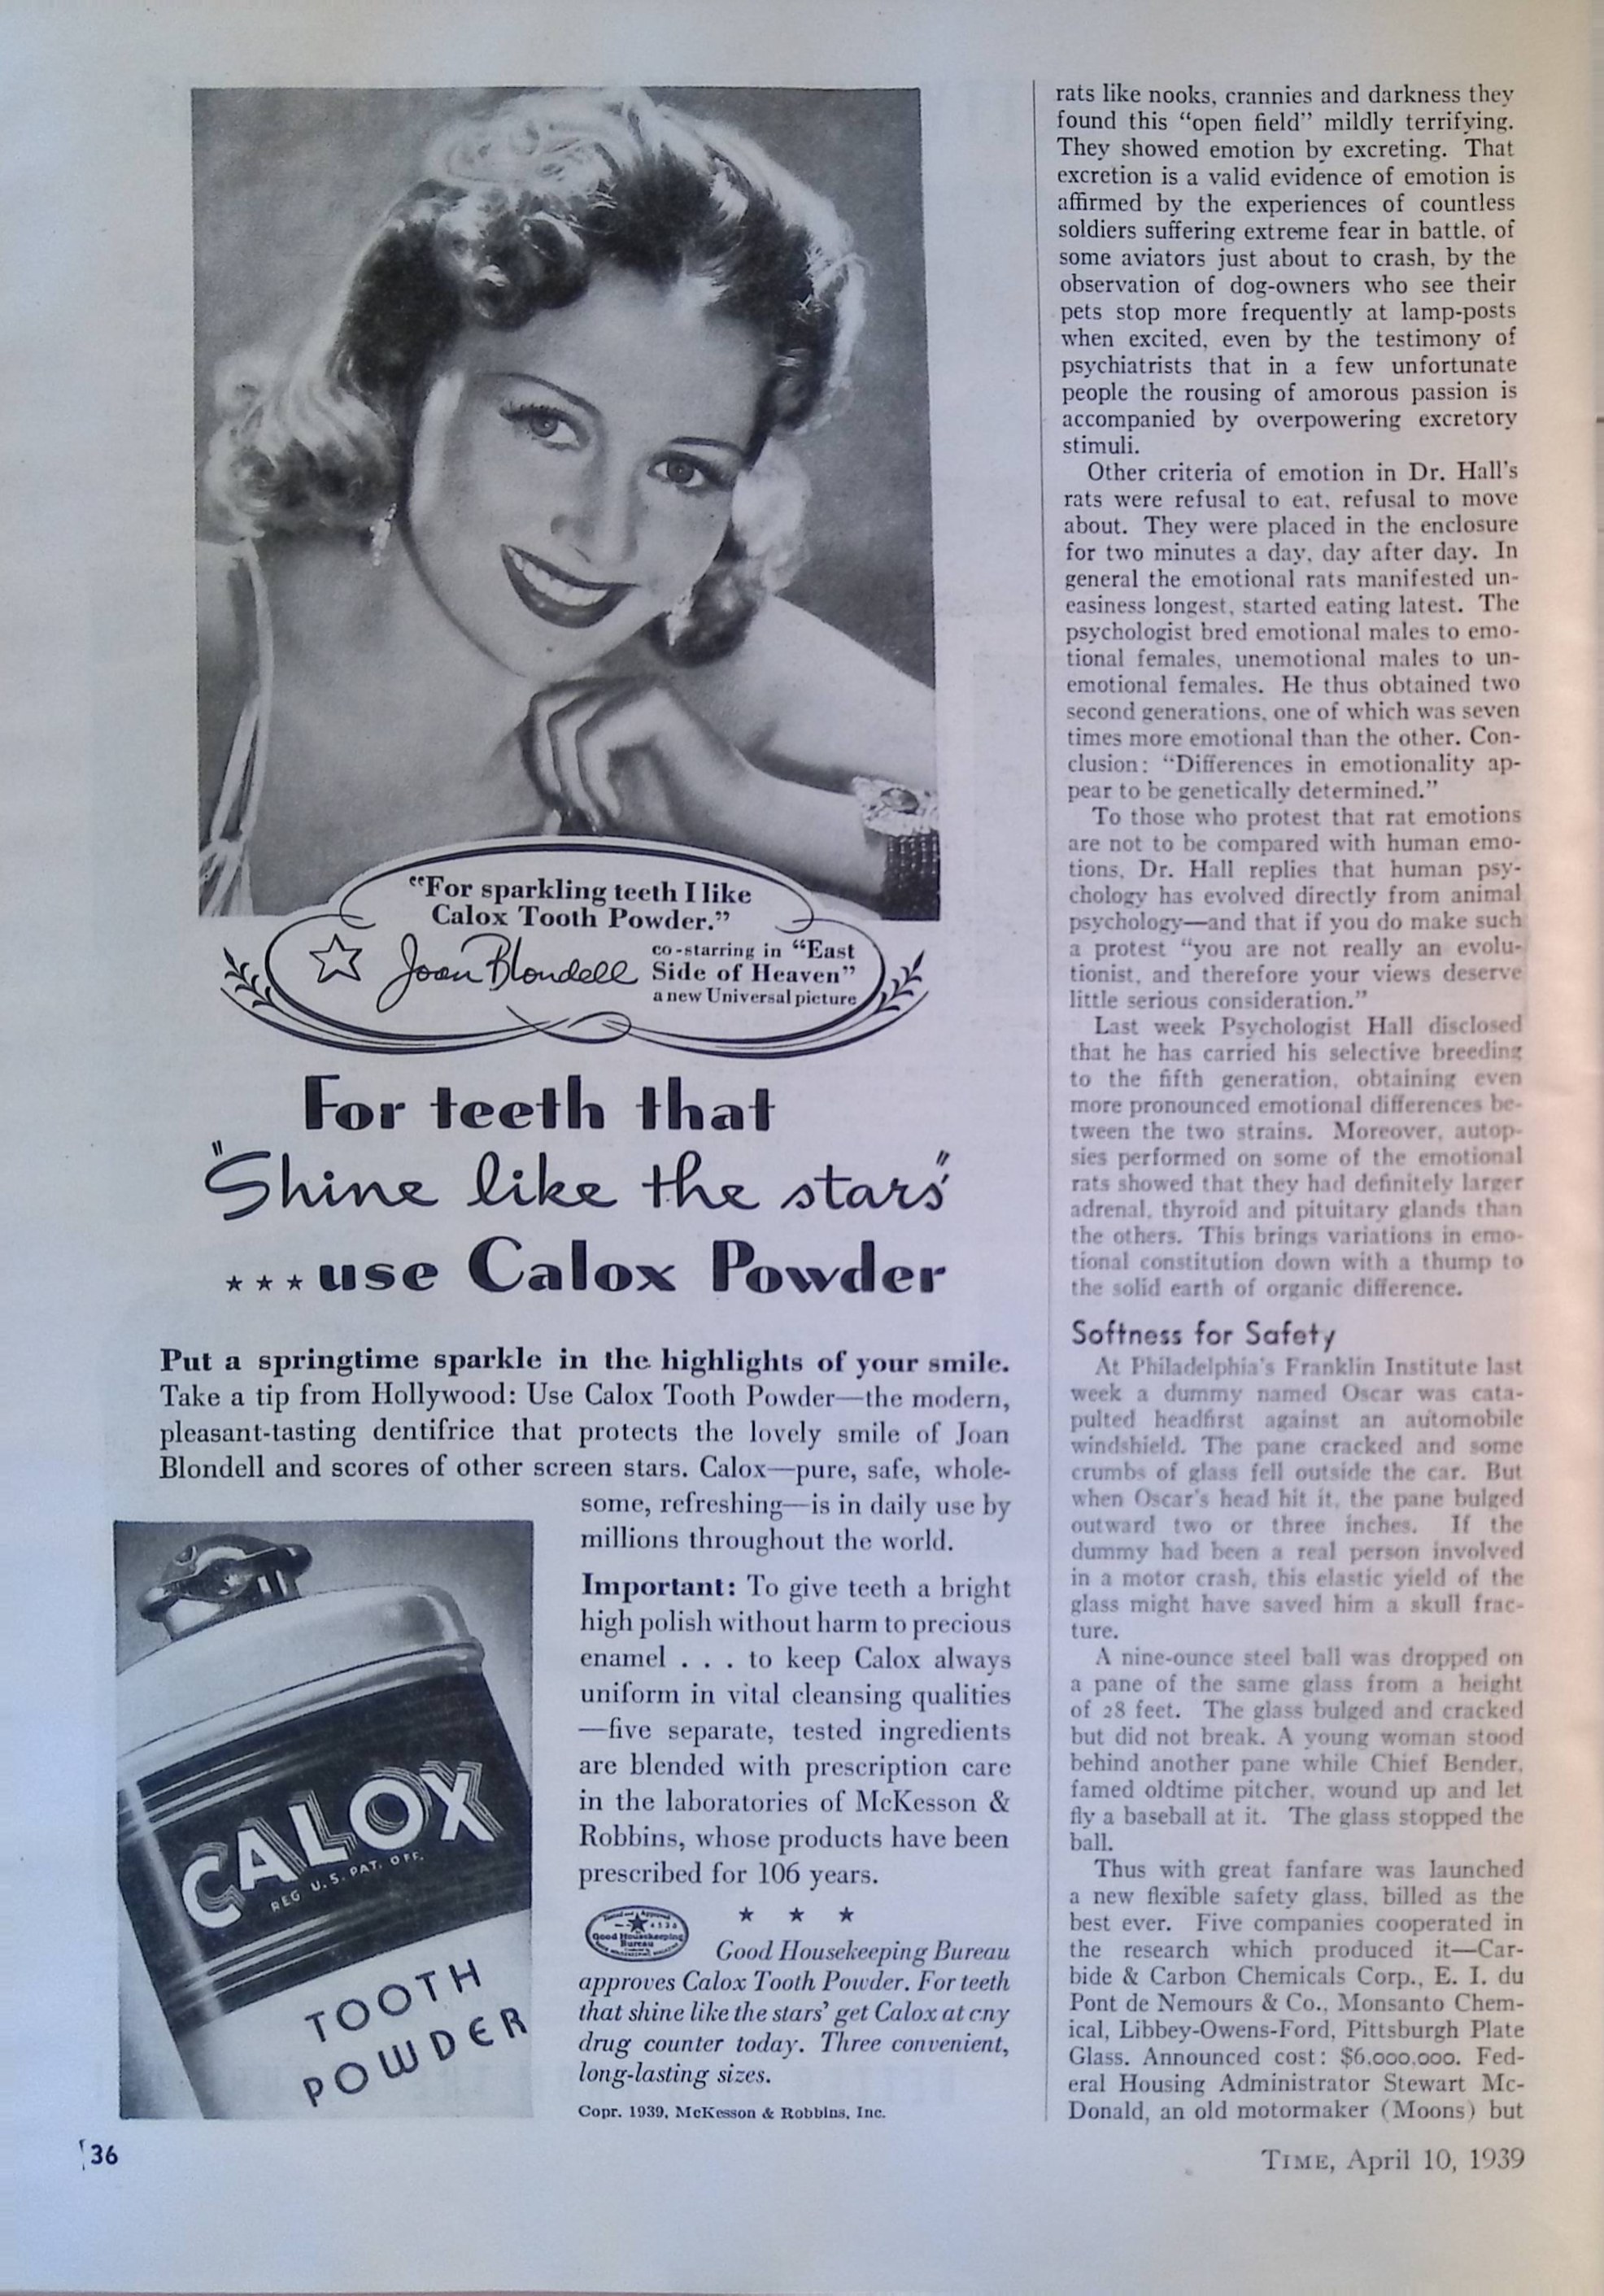 "For sparkling teeth I like
Calox Tooth Powder."
Joan Blondell
co-starring in "East
Side of Heaven"
a new Universal picture
For teeth that
"Shine like the stars"
...use Calox Powder
Put a springtime sparkle in the highlights of your smile.
Take a tip from Hollywood: Use Calox Tooth Powder—the modern,
pleasant-tasting dentifrice that protects the lovely smile of Joan
Blondell and scores of other screen stars. Calox—pure, safe, whole-
some, refreshing—is in daily use by
millions throughout the world.
Important: To give teeth a bright
high polish without harm to precious
enamel . . . to keep Calox always
uniform in vital cleansing qualities
—five separate, tested ingredients
are blended with prescription care
in the laboratories of McKesson &
Robbins, whose products have been
prescribed for 106 years.
★ ★ ★
Good Housekeeping
Bureau
Good Housekeeping Bureau
approves Calox Tooth Powder. For teeth
that shine like the stars' get Calox at any
drug counter today. Three convenient,
long-lasting sizes.
Copr. 1939, McKesson & Robbins, Inc.
CALOX
REG. U.S. PAT. OFF.
TOOTH
POWDER
rats like nooks, crannies and darkness they
found this "open field" mildly terrifying.
They showed emotion by excreting. That
excretion is a valid evidence of emotion is
affirmed by the experiences of countless
soldiers suffering extreme fear in battle, of
some aviators just about to crash, by the
observation of dog-owners who see their
pets stop more frequently at lamp-posts
when excited, even by the testimony of
psychiatrists that in a few unfortunate
people the rousing of amorous passion is
accompanied by overpowering excretory
stimuli.
Other criteria of emotion in Dr. Hall's
rats were refusal to eat, refusal to move
about. They were placed in the enclosure
for two minutes a day, day after day. In
general the emotional rats manifested un-
easiness longest, started eating latest. The
psychologist bred emotional males to emo-
tional females, unemotional males to un-
emotional females. He thus obtained two
second generations, one of which was seven
times more emotional than the other. Con-
clusion: "Differences in emotionality ap-
pear to be genetically determined."
To those who protest that rat emotions
are not to be compared with human emo-
tions, Dr. Hall replies that human psy-
chology has evolved directly from animal
psychology—and that if you do make such
a protest "you are not really an evolu-
tionist, and therefore your views deserve
little serious consideration."
Last week Psychologist Hall disclosed
that he has carried his selective breeding
to the fifth generation, obtaining even
more pronounced emotional differences be-
tween the two strains. Moreover, autop-
sies performed on some of the emotional
rats showed that they had definitely larger
adrenal, thyroid and pituitary glands than
the others. This brings variations in emo-
tional constitution down with a thump to
the solid earth of organic difference.
Softness for Safety
At Philadelphia's Franklin Institute last
week a dummy named Oscar was cata-
pulted headfirst against an automobile
windshield. The pane cracked and some
crumbs of glass fell outside the car. But
when Oscar's head hit it, the pane bulged
outward two or three inches. If the
dummy had been a real person involved
in a motor crash, this elastic yield of the
glass might have saved him a skull frac-
ture.
A nine-ounce steel ball was dropped on
a pane of the same glass from a height
of 28 feet. The glass bulged and cracked
but did not break. A young woman stood
behind another pane while Chief Bender,
famed oldtime pitcher, wound up and let
fly a baseball at it. The glass stopped the
ball.
Thus with great fanfare was launched
a new flexible safety glass, billed as the
best ever. Five companies cooperated in
the research which produced it—Car-
bide & Carbon Chemicals Corp., E. I. du
Pont de Nemours & Co., Monsanto Chem-
ical, Libbey-Owens-Ford, Pittsburgh Plate
Glass. Announced cost: $6,000,000. Fed-
eral Housing Administrator Stewart Mc-
Donald, an old motormaker (Moons) but
36
TIME, April 10, 1939